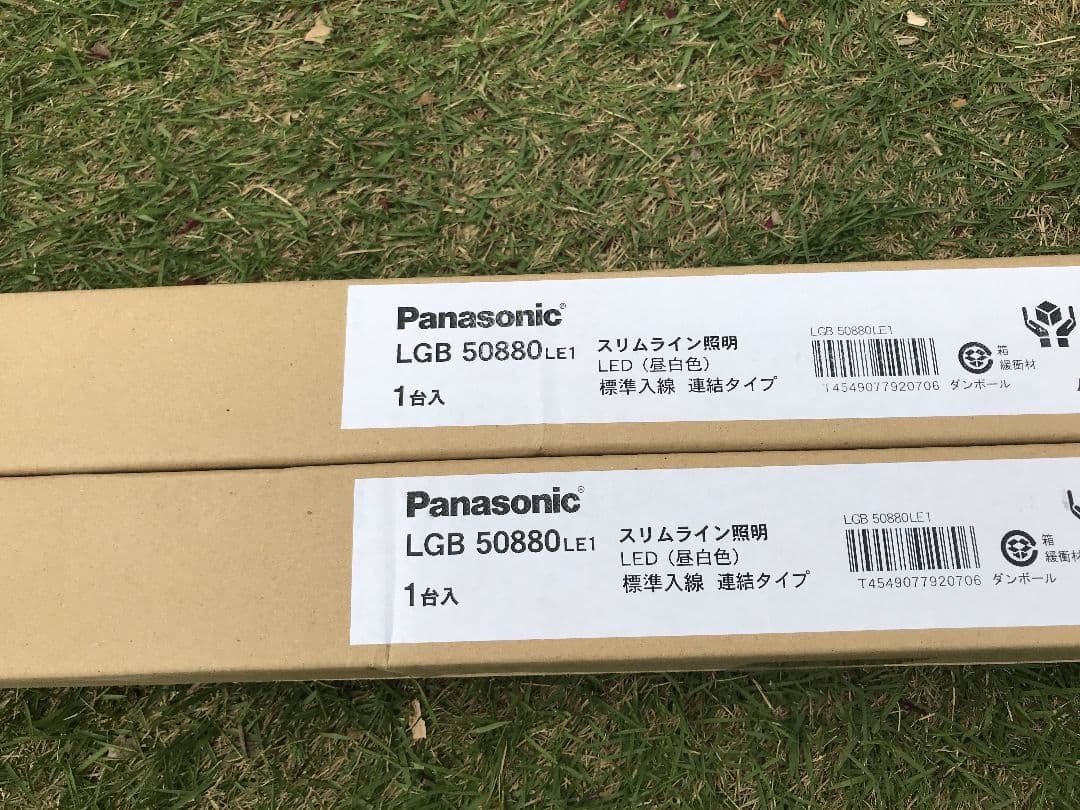 Panasonic®
LGB 50880LE1
1台入
スリムライン照明
LED（昼白色）
標準入線 連結タイプ
LGB 50880LE1
T4549077920706
箱
緩衝材
ダンボール
Panasonic®
LGB 50880LE1
1台入
スリムライン照明
LED（昼白色）
標準入線 連結タイプ
LGB 50880LE1
T4549077920706
箱
緩衝材
ダンボール